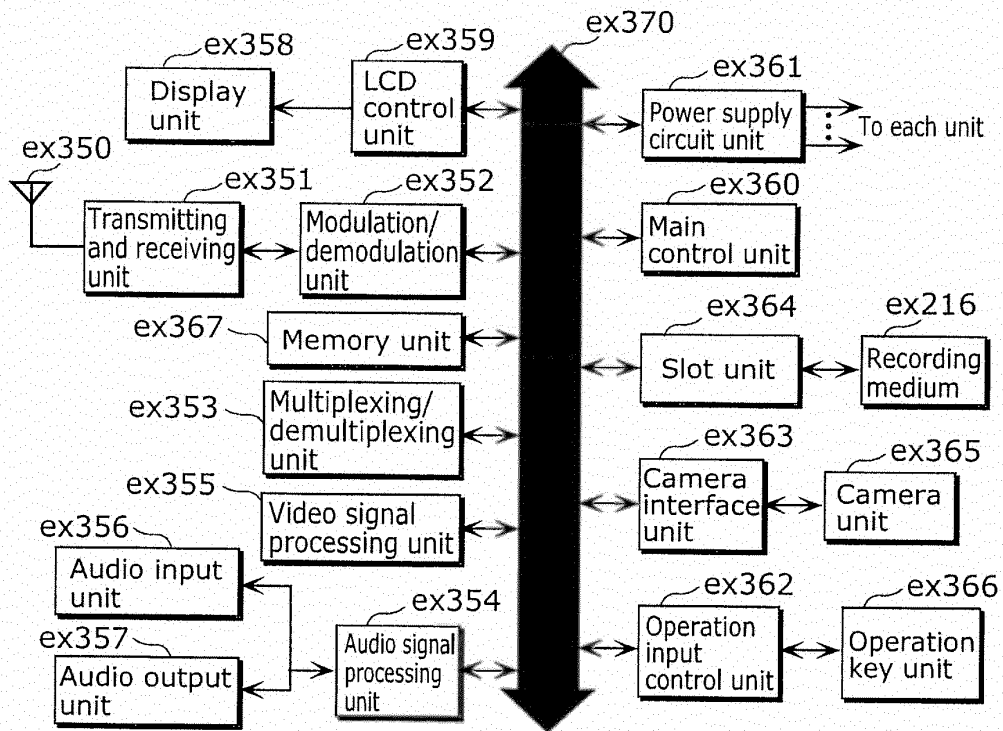 ex358
Display
unit
ex359
LCD
control
unit
ex370
ex361
Power supply
circuit unit
To each unit
ex350
ex351
Transmitting
and receiving
unit
ex352
Modulation/
demodulation
unit
ex360
Main
control unit
ex367
Memory unit
ex364
Slot unit
ex216
Recording
medium
ex353
Multiplexing/
demultiplexing
unit
ex363
Camera
interface
unit
ex365
Camera
unit
ex355
Video signal
processing unit
ex356
Audio input
unit
ex357
Audio output
unit
ex354
Audio signal
processing
unit
ex362
Operation
input
control unit
ex366
Operation
key unit